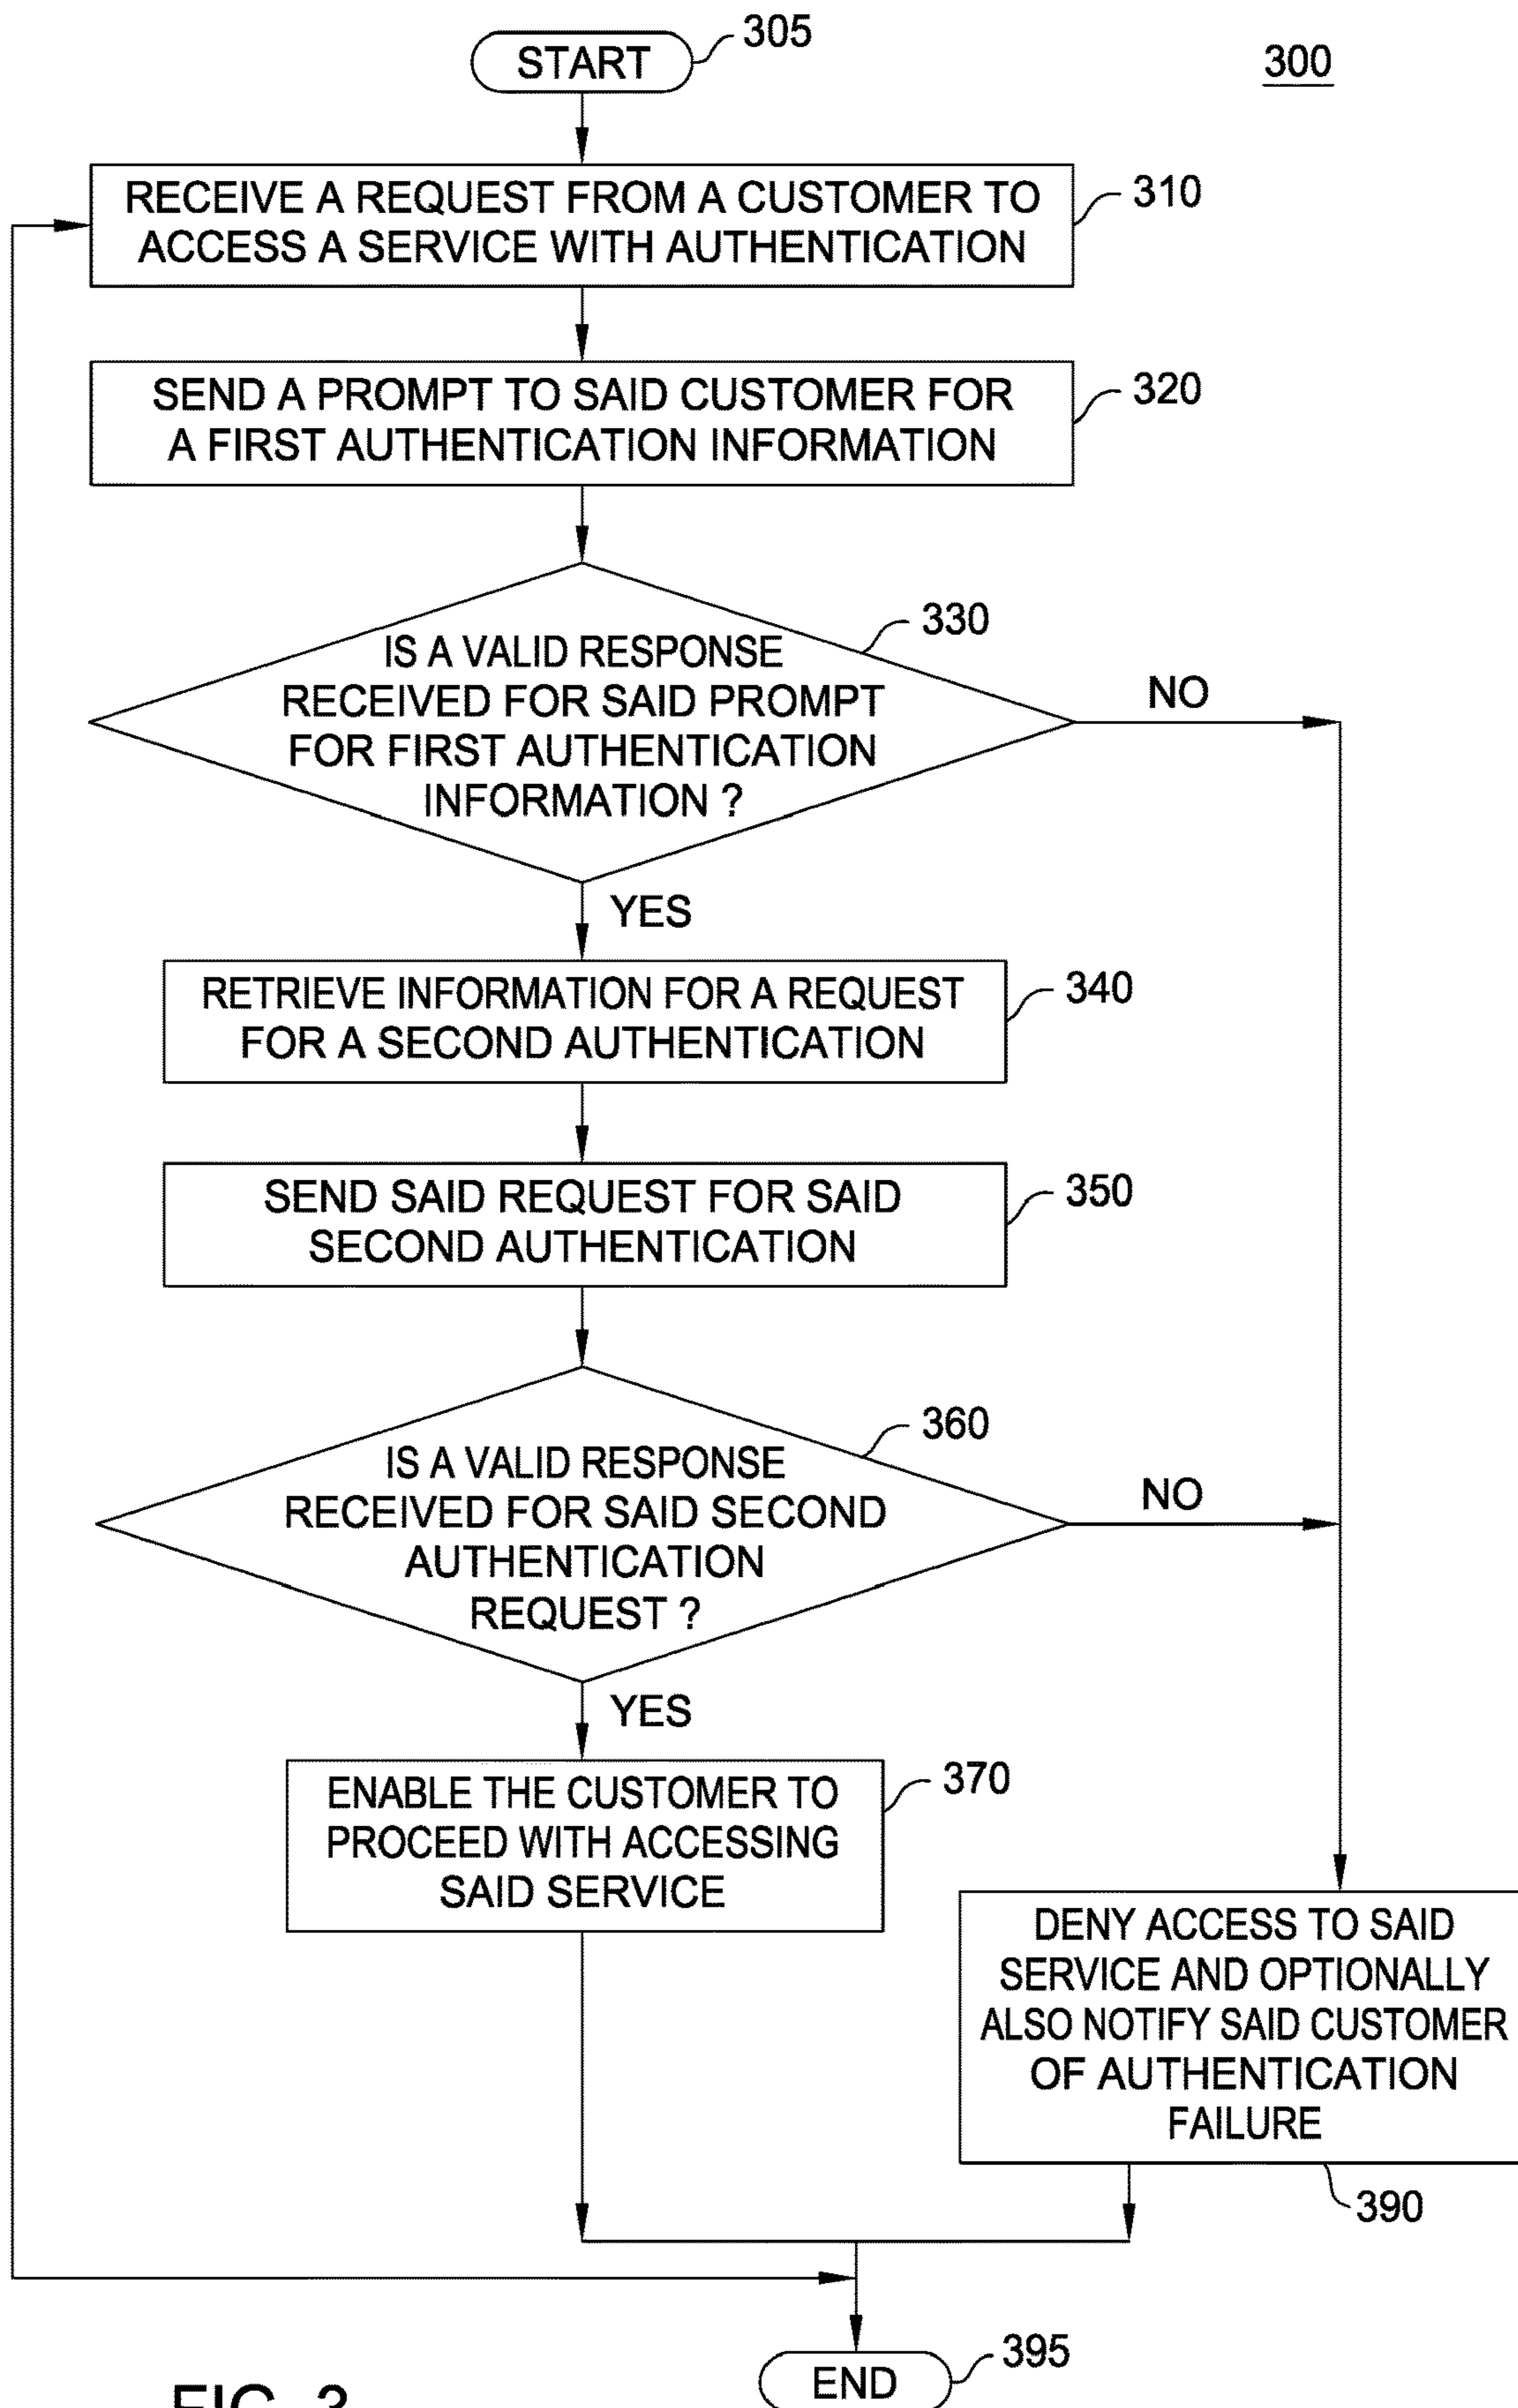 START
305
300
RECEIVE A REQUEST FROM A CUSTOMER TO
ACCESS A SERVICE WITH AUTHENTICATION
310
SEND A PROMPT TO SAID CUSTOMER FOR
A FIRST AUTHENTICATION INFORMATION
320
IS A VALID RESPONSE
RECEIVED FOR SAID PROMPT
FOR FIRST AUTHENTICATION
INFORMATION ?
330
NO
YES
RETRIEVE INFORMATION FOR A REQUEST
FOR A SECOND AUTHENTICATION
340
SEND SAID REQUEST FOR SAID
SECOND AUTHENTICATION
350
IS A VALID RESPONSE
RECEIVED FOR SAID SECOND
AUTHENTICATION
REQUEST ?
360
NO
YES
ENABLE THE CUSTOMER TO
PROCEED WITH ACCESSING
SAID SERVICE
370
DENY ACCESS TO SAID
SERVICE AND OPTIONALLY
ALSO NOTIFY SAID CUSTOMER
OF AUTHENTICATION
FAILURE
390
END
395
FIG. 3